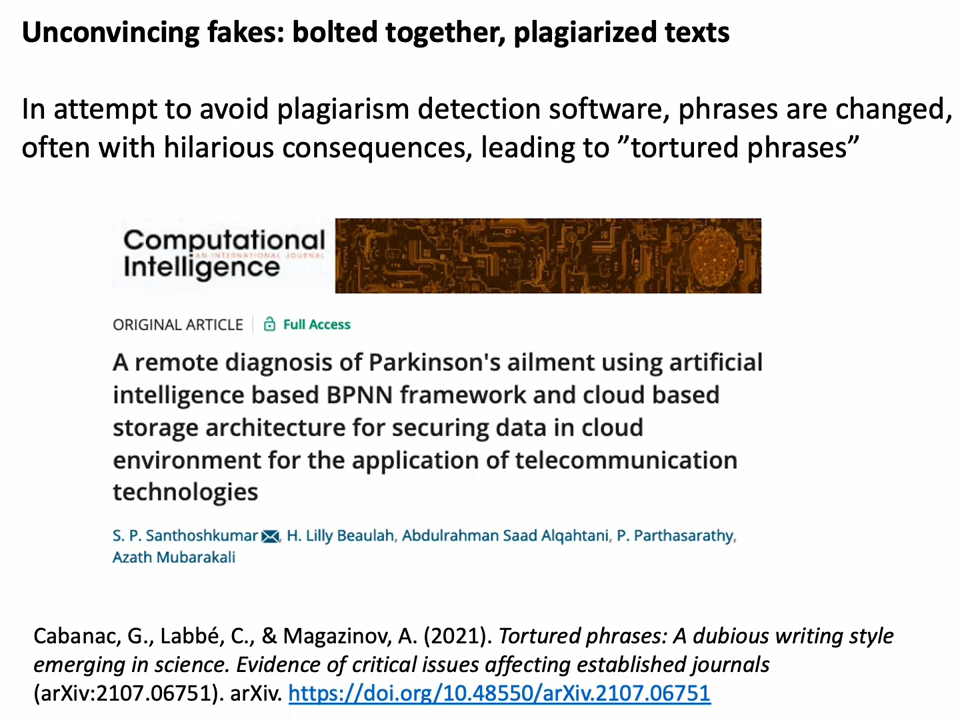 Unconvincing fakes: bolted together, plagiarized texts
In attempt to avoid plagiarism detection software, phrases are changed,
often with hilarious consequences, leading to ”tortured phrases”
Computational
AN INTERNATIONAL JOURNAL
Intelligence
ORIGINAL ARTICLE Full Access
A remote diagnosis of Parkinson's ailment using artificial
intelligence based BPNN framework and cloud based
storage architecture for securing data in cloud
environment for the application of telecommunication
technologies
S. P. Santhoshkumar, H. Lilly Beaulah, Abdulrahman Saad Alqahtani, P. Parthasarathy,
Azath Mubarakali
Cabanac, G., Labbé, C., & Magazinov, A. (2021). Tortured phrases: A dubious writing style
emerging in science. Evidence of critical issues affecting established journals
(arXiv:2107.06751). arXiv. https://doi.org/10.48550/arXiv.2107.06751